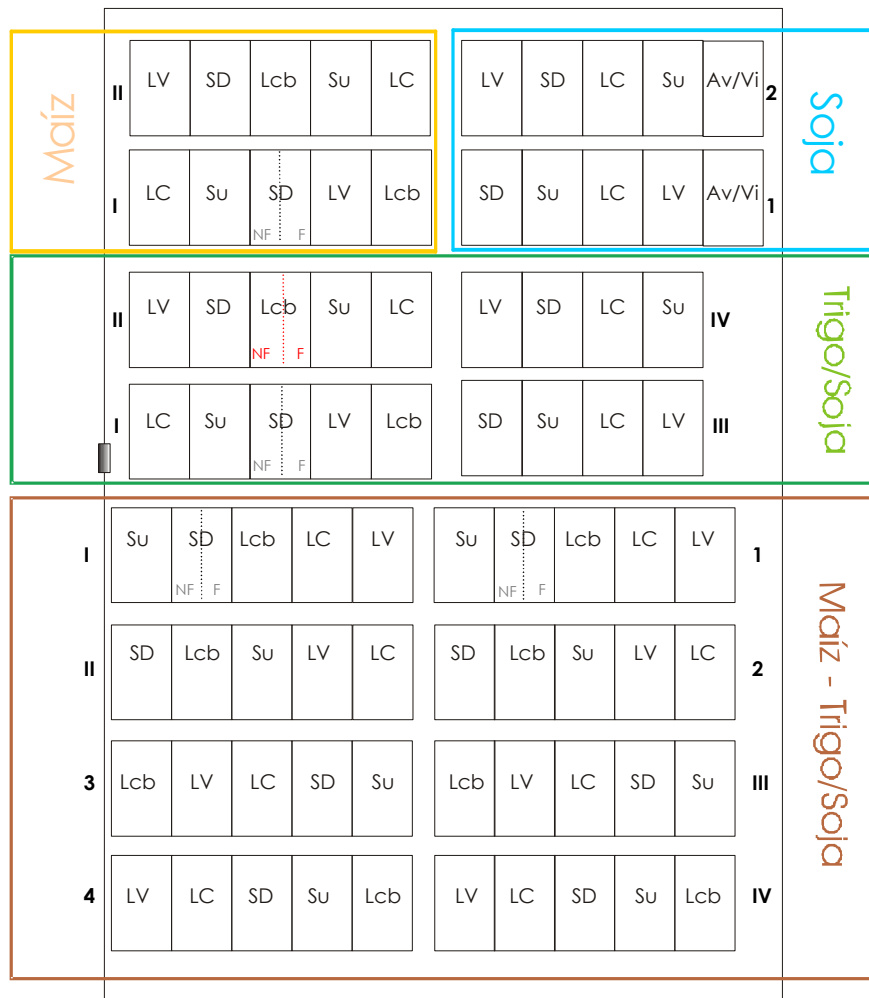 Maíz
II LV SD Lcb Su LC
LV SD LC Su Av/Vi 2
Soja
I LC Su SD LV Lcb
NF F
SD Su LC LV Av/Vi 1
II LV SD Lcb Su LC
NF F
LV SD LC Su IV
Trigo/Soja
I LC Su SD LV Lcb
NF F
SD Su LC LV III
I Su SD Lcb LC LV
NF F
Su SD Lcb LC LV 1
NF F
Maíz - Trigo/Soja
II SD Lcb Su LV LC
SD Lcb Su LV LC 2
3 Lcb LV LC SD Su
Lcb LV LC SD Su III
4 LV LC SD Su Lcb
LV LC SD Su Lcb IV